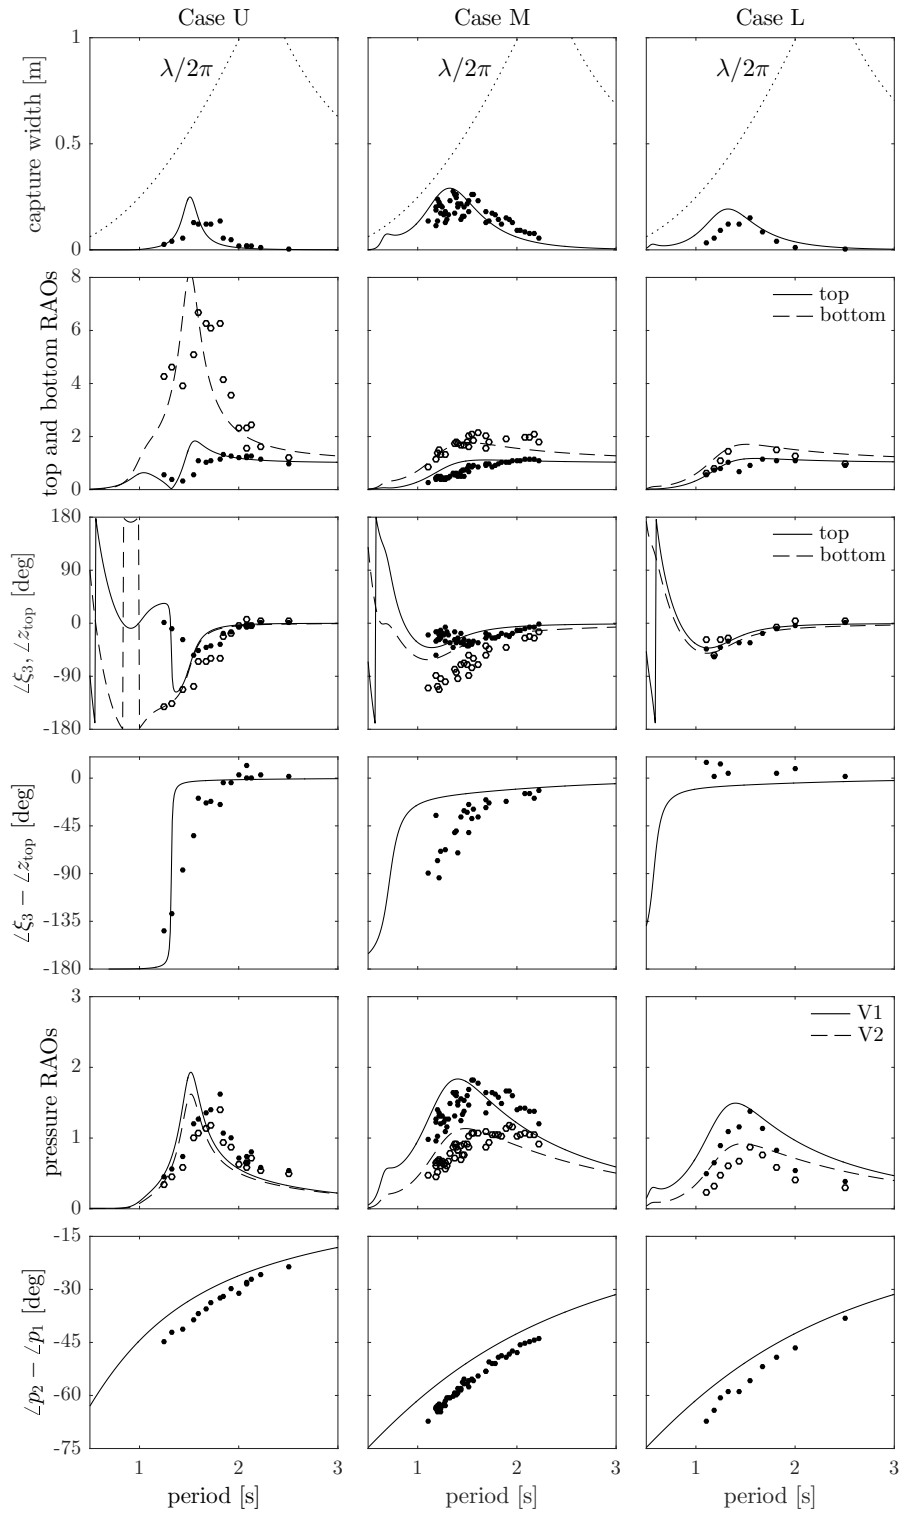 Case U Case M Case L
capture width [m]
1
0.5
0
λ/2π λ/2π λ/2π
top and bottom RAOs
8
6
4
2
0
top
bottom
∠ξ₃, ∠z_top [deg]
180
90
0
-90
-180
top
bottom
∠ξ₃ − ∠z_top [deg]
0
-45
-90
-135
-180
pressure RAOs
3
2
1
0
V1
V2
∠p₂ − ∠p₁ [deg]
-15
-30
-45
-60
-75
1 2 3 1 2 3 1 2 3
period [s] period [s] period [s]